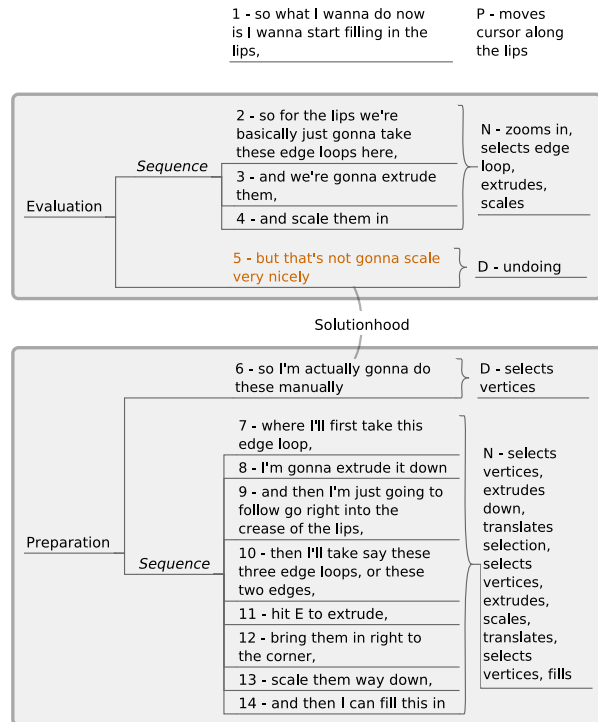 1 - so what I wanna do now
is I wanna start filling in the
lips,
P - moves
cursor along
the lips
2 - so for the lips we're
basically just gonna take
these edge loops here,
Sequence
3 - and we're gonna extrude
them,
4 - and scale them in
N - zooms in,
selects edge
loop,
extrudes,
scales
Evaluation
5 - but that's not gonna scale
very nicely
D - undoing
Solutionhood
6 - so I'm actually gonna do
these manually
D - selects
vertices
7 - where I'll first take this
edge loop,
8 - I'm gonna extrude it down
9 - and then I'm just going to
follow go right into the
crease of the lips,
Preparation
Sequence
10 - then I'll take say these
three edge loops, or these
two edges,
11 - hit E to extrude,
12 - bring them in right to
the corner,
13 - scale them way down,
14 - and then I can fill this in
N - selects
vertices,
extrudes
down,
translates
selection,
selects
vertices,
extrudes,
scales,
translates,
selects
vertices, fills